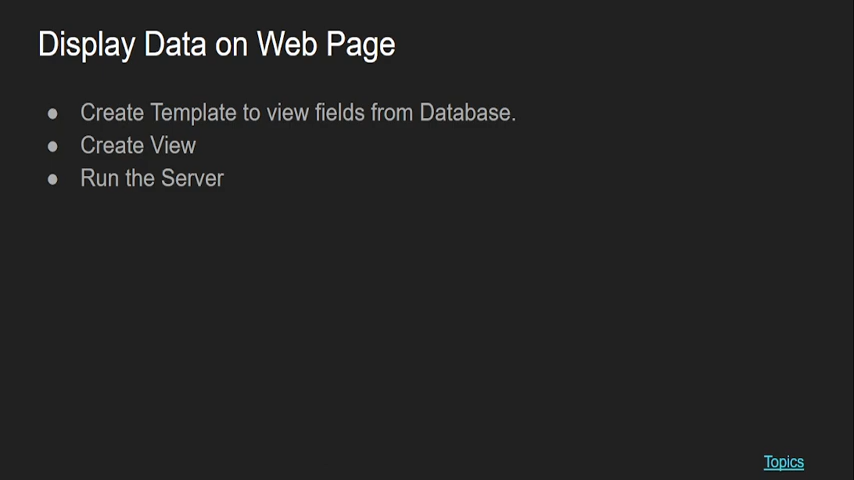 Display Data on Web Page
● Create Template to view fields from Database.
● Create View
● Run the Server
Topics